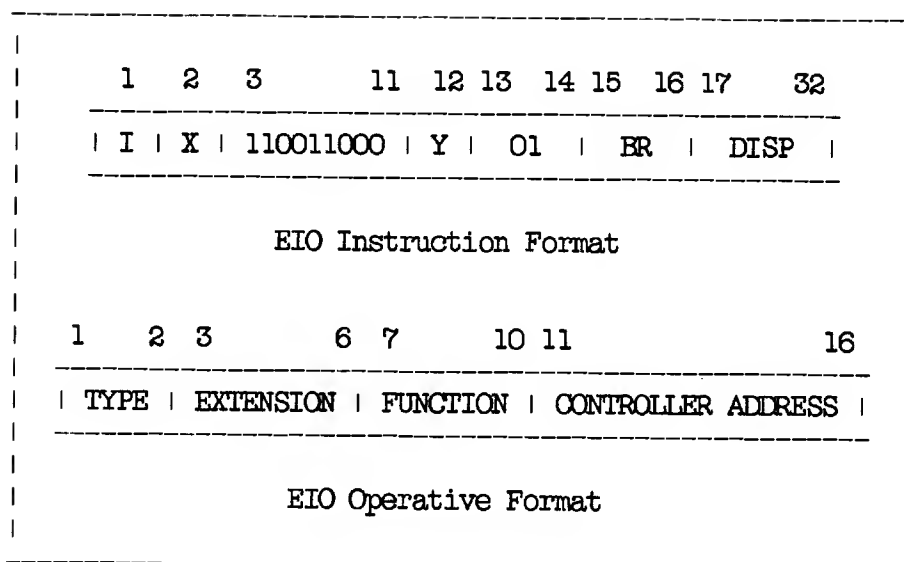 1 2 3 11 12 13 14 15 16 17 32
| I | X | 110011000 | Y | 01 | BR | DISP |
EIO Instruction Format
1 2 3 6 7 10 11 16
| TYPE | EXTENSION | FUNCTION | CONTROLLER ADDRESS |
EIO Operative Format